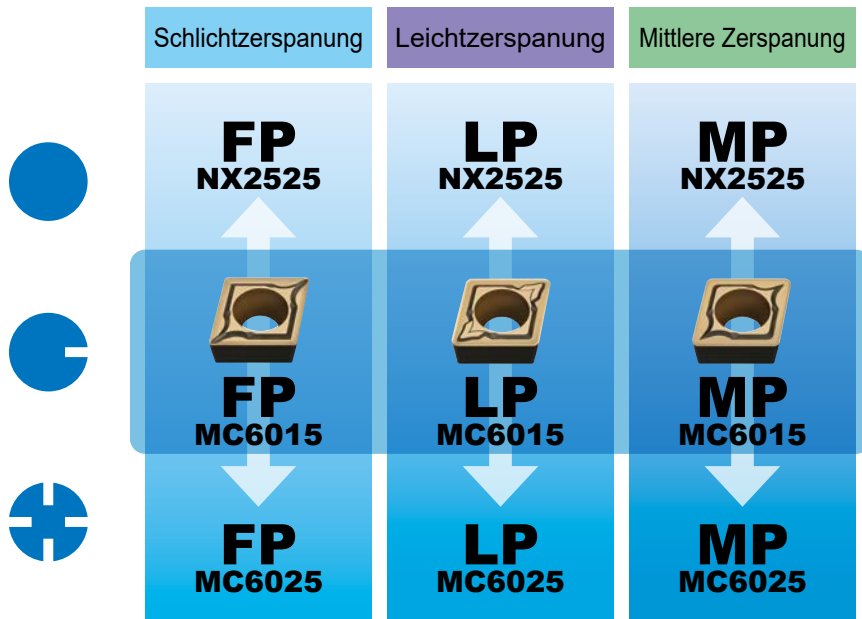 Schlichtzerspanung
Leichtzerspanung
Mittlere Zerspanung
FP
NX2525
LP
NX2525
MP
NX2525
FP
MC6015
LP
MC6015
MP
MC6015
FP
MC6025
LP
MC6025
MP
MC6025